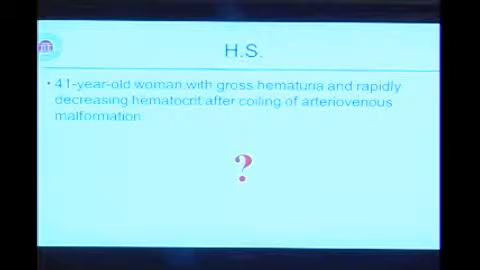 H.S.
• 41-year-old woman with gross hematuria and rapidly
decreasing hematocrit after coiling of arteriovenous
malformation
?